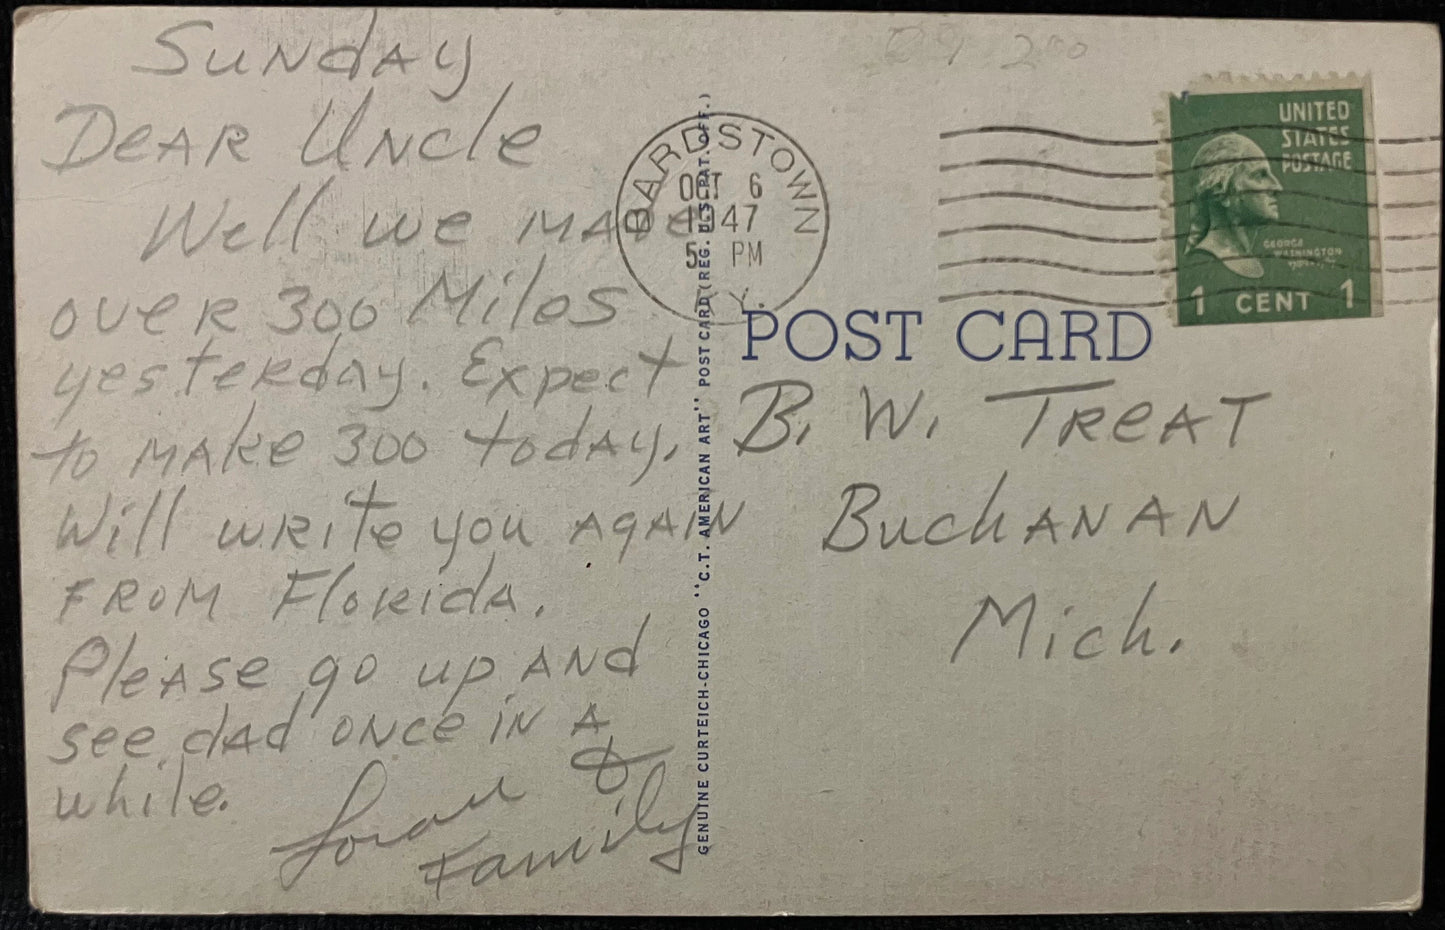 Sunday
Dear Uncle
Well we made
over 300 Miles
yesterday. Expect
to make 300 today.
Will write you again
from Florida.
Please go up and
see dad once in a
while.
&
Family
GENUINE CURTEICH-CHICAGO "C.T. AMERICAN ART" POST CARD (REG. U.S. PAT. OFF.)
BARDSTOWN
OCT 6
1947
5 PM
KY.
UNITED
STATES
POSTAGE
GEORGE
WASHINGTON
1 CENT 1
POST CARD
B. W. Treat
Buchanan
Mich.